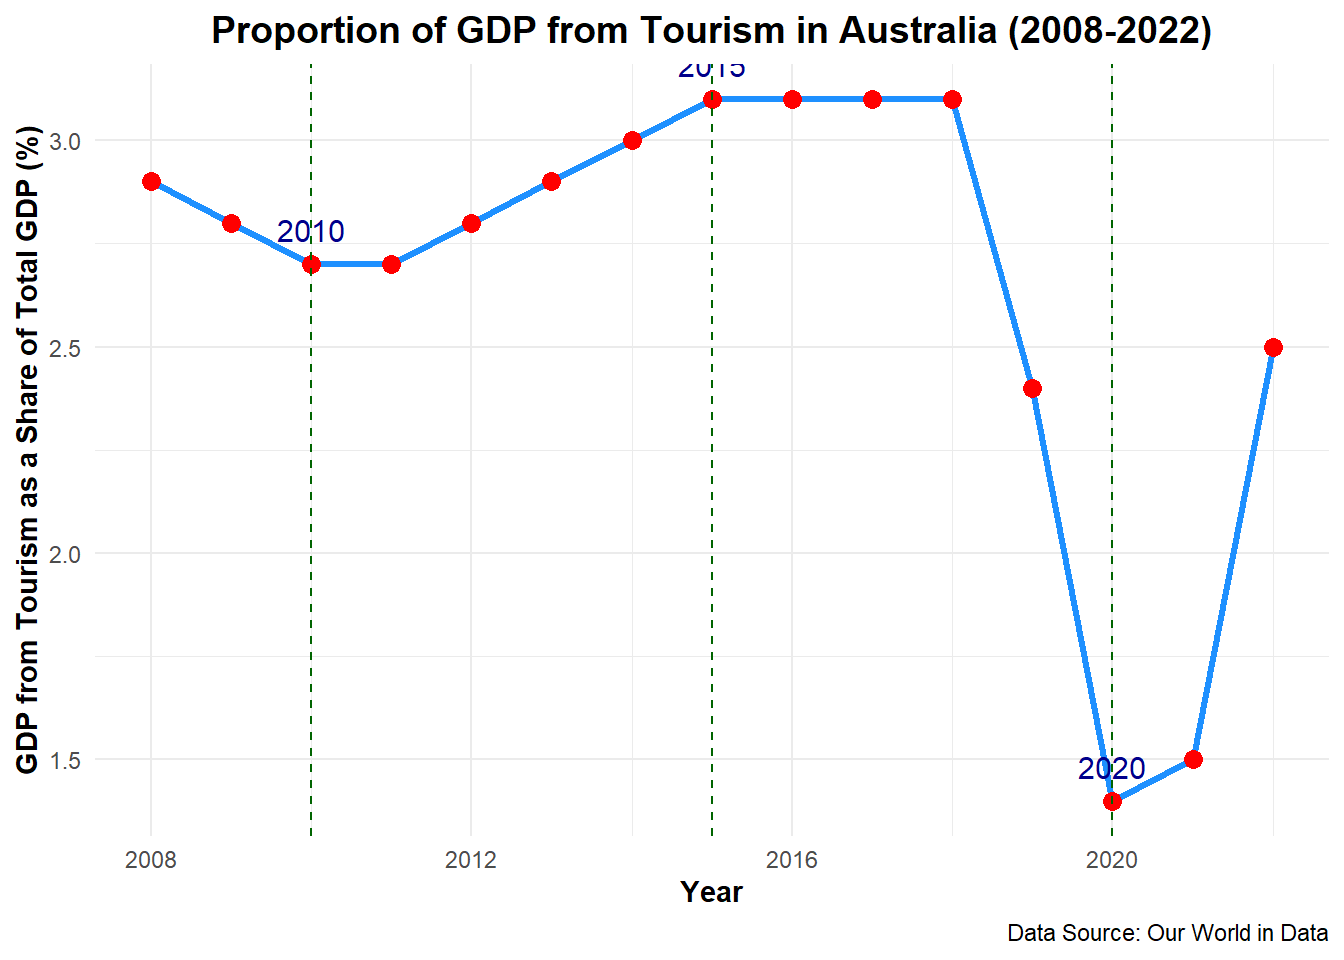 Proportion of GDP from Tourism in Australia (2008-2022)
GDP from Tourism as a Share of Total GDP (%)
3.0
2.5
2.0
1.5
2010
2015
2020
2008
2012
2016
2020
Year
Data Source: Our World in Data